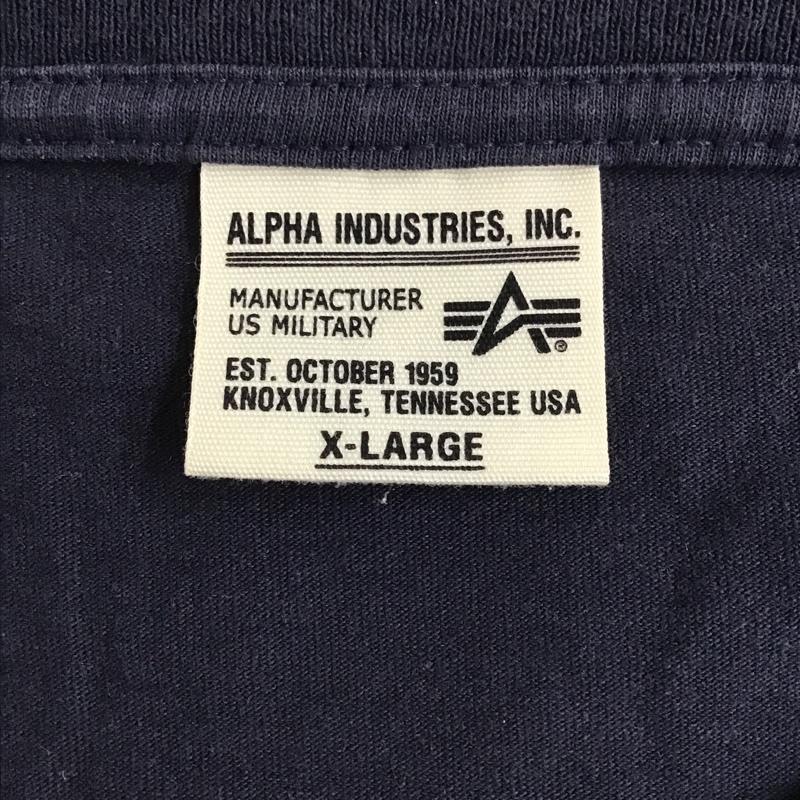 ALPHA INDUSTRIES, INC.
MANUFACTURER
US MILITARY
®
EST. OCTOBER 1959
KNOXVILLE, TENNESSEE USA
X-LARGE